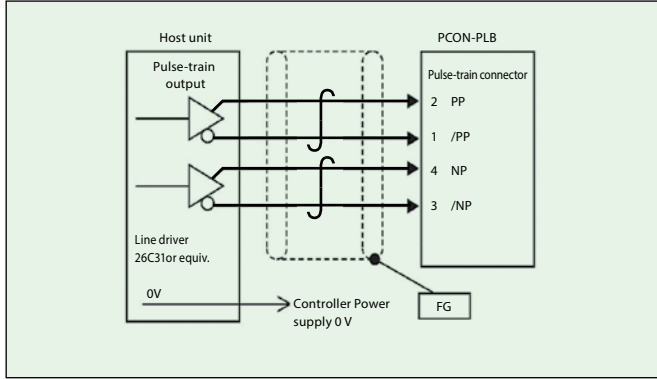 Host unit
PCON-PLB
Pulse-train
output
Pulse-train connector
2 PP
1 /PP
4 NP
3 /NP
Line driver
26C31or equiv.
0V
Controller Power
supply 0 V
FG